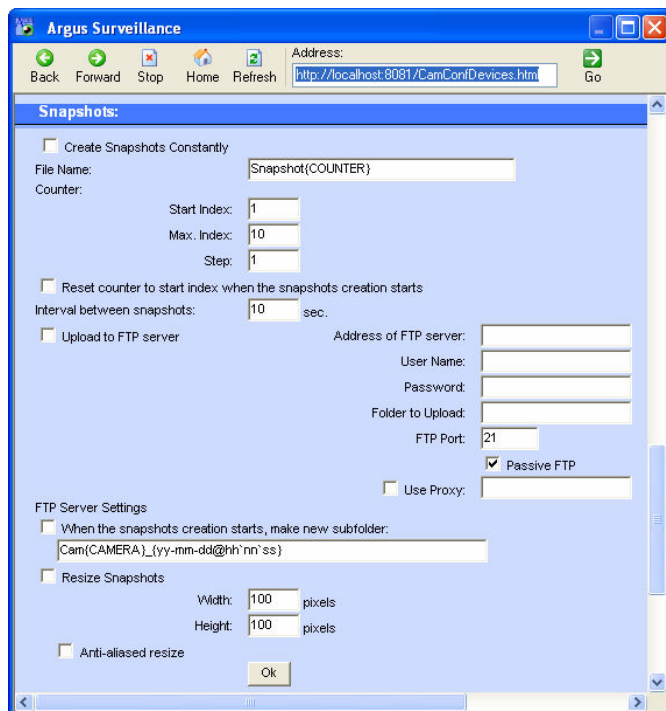 Argus Surveillance
Back Forward Stop Home Refresh
Address:
http://localhost:8081/CamConfDevices.html
Go
Snapshots:
Create Snapshots Constantly
File Name: Snapshot{COUNTER}
Counter:
Start Index: 1
Max. Index: 10
Step: 1
Reset counter to start index when the snapshots creation starts
Interval between snapshots: 10 sec.
Upload to FTP server
Address of FTP server:
User Name:
Password:
Folder to Upload:
FTP Port: 21
Passive FTP
Use Proxy:
FTP Server Settings
When the snapshots creation starts, make new subfolder:
Cam{CAMERA}_{yy-mm-dd@hh`nn`ss}
Resize Snapshots
Width: 100 pixels
Height: 100 pixels
Anti-aliased resize
Ok